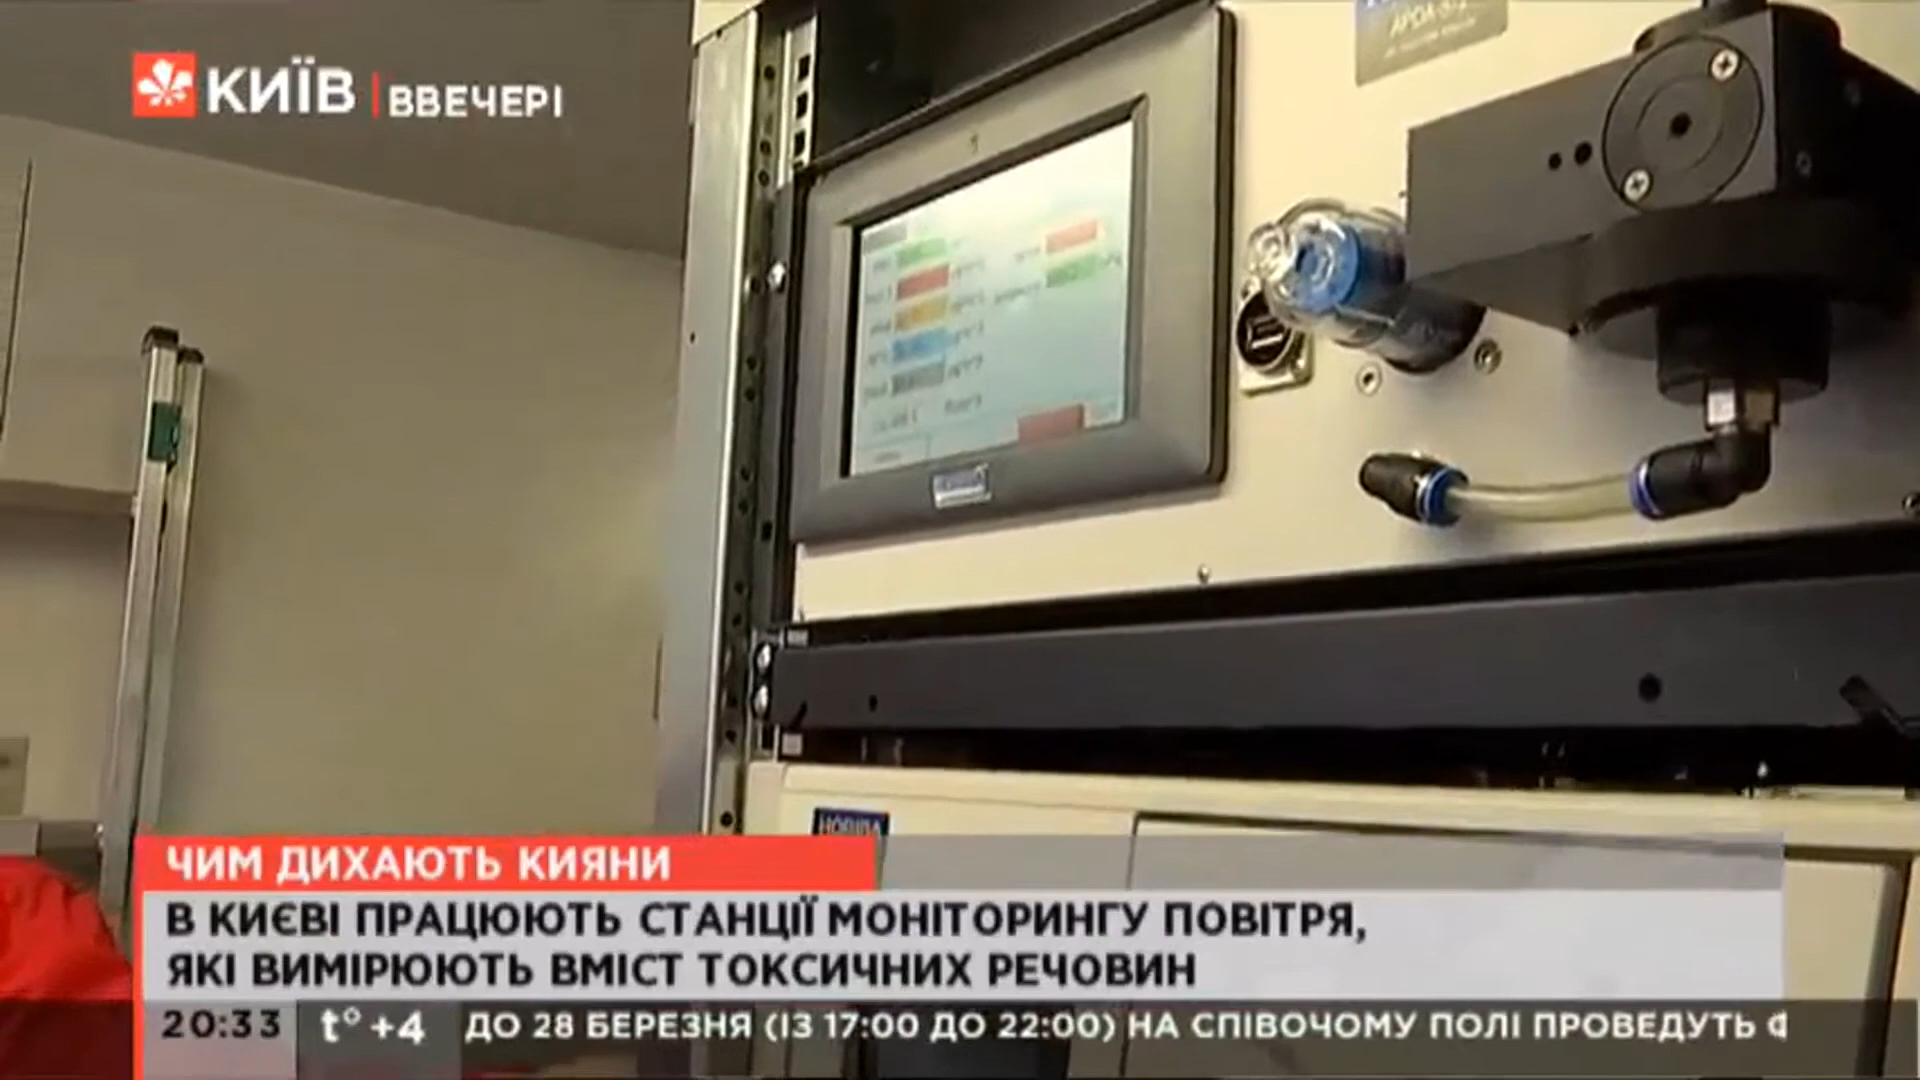 КИЇВ ВВЕЧЕРІ
HORIBA
ЧИМ ДИХАЮТЬ КИЯНИ
В КИЄВІ ПРАЦЮЮТЬ СТАНЦІЇ МОНІТОРИНГУ ПОВІТРЯ,
ЯКІ ВИМІРЮЮТЬ ВМІСТ ТОКСИЧНИХ РЕЧОВИН
20:33 t° +4 ДО 28 БЕРЕЗНЯ (ІЗ 17:00 ДО 22:00) НА СПІВОЧОМУ ПОЛІ ПРОВЕДУТЬ